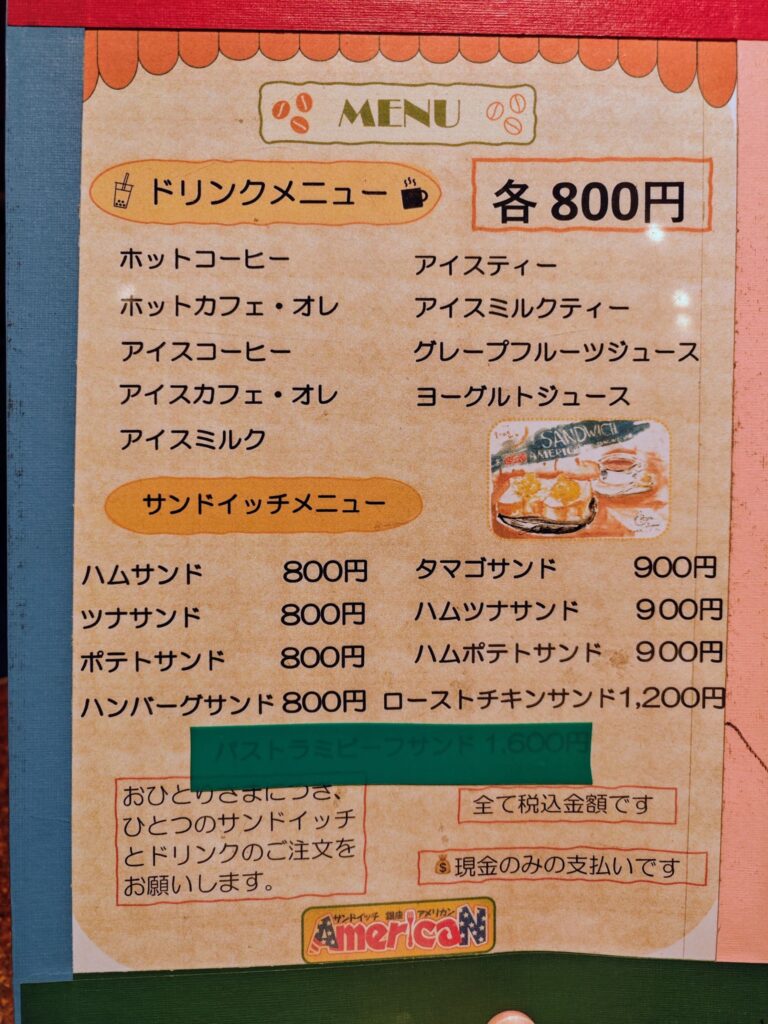 MENU
ドリンクメニュー
各 800円
ホットコーヒー
ホットカフェ・オレ
アイスコーヒー
アイスカフェ・オレ
アイスミルク
アイスティー
アイスミルクティー
グレープフルーツジュース
ヨーグルトジュース
SANDWICH
AMERICAN
サンドイッチメニュー
ハムサンド 800円
ツナサンド 800円
ポテトサンド 800円
ハンバーグサンド 800円
タマゴサンド 900円
ハムツナサンド 900円
ハムポテトサンド 900円
ローストチキンサンド1,200円
パストラミビーフサンド 1,600円
おひとりさまにつき、
ひとつのサンドイッチ
とドリンクのご注文を
お願いします。
全て税込金額です
現金のみの支払いです
サンドイッチ 銀座 アメリカン
AmericaN